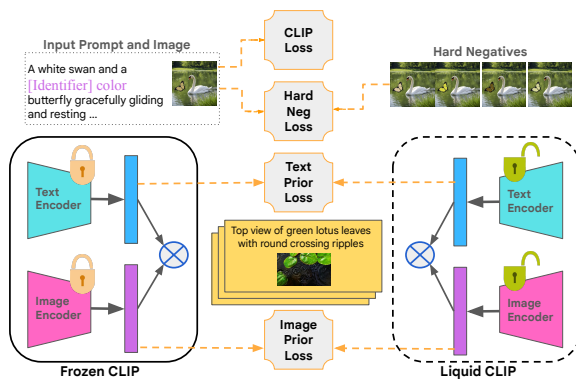 Input Prompt and Image
A white swan and a
[Identifier] color
butterfly gracefully gliding
and resting ...
CLIP
Loss
Hard
Neg
Loss
Hard Negatives
Text
Encoder
Text
Prior
Loss
Text
Encoder
Top view of green lotus leaves
with round crossing ripples
Image
Encoder
Image
Prior
Loss
Image
Encoder
Frozen CLIP
Liquid CLIP